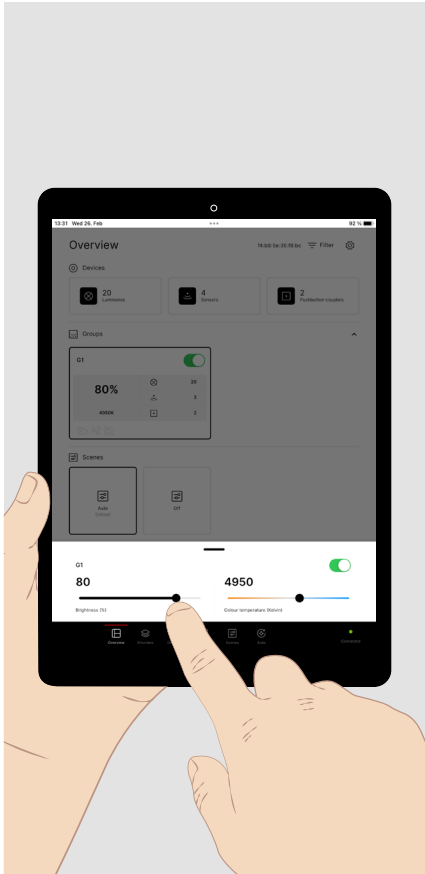 13:31 Wed 26. Feb
92 %
Overview
Filter
Devices
20
Luminaires
4
Sensors
2
Pushbutton couplers
Groups
G1
80%
20
4950K
2
Scenes
Auto
Off
G1
80
4950
Brightness (%)
Colour temperature (Kelvin)
Overview
Scenes